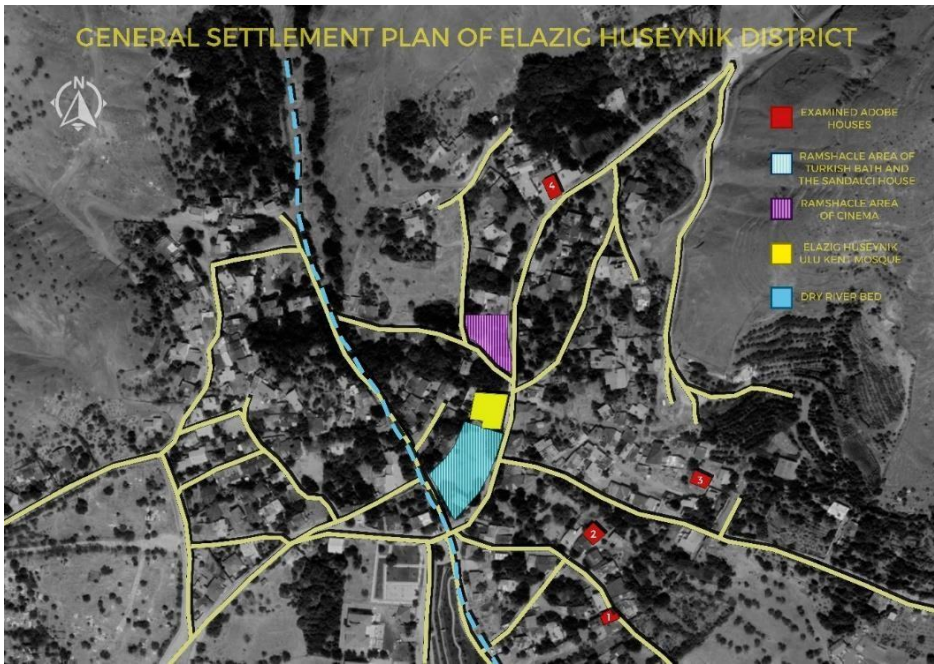 GENERAL SETTLEMENT PLAN OF ELAZIG HUSEYNIK DISTRICT
N
EXAMINED ADOBE
HOUSES
RAMSHACLE AREA OF
TURKISH BATH AND
THE SANDALCI HOUSE
RAMSHACLE AREA
OF CINEMA
ELAZIG HUSEYNIK
ULU KENT MOSQUE
DRY RIVER BED
4
3
2
1